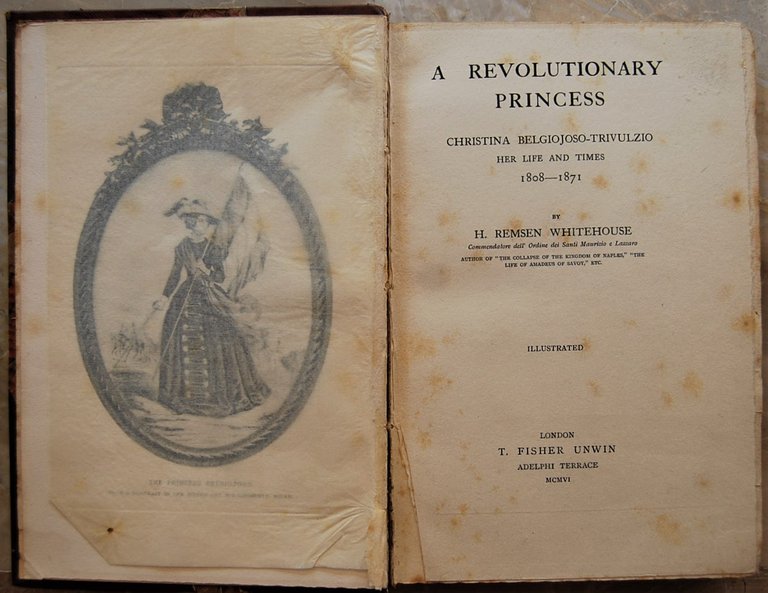 THE PRINCESS BELGIOJOSO
A REVOLUTIONARY
PRINCESS
CHRISTINA BELGIOJOSO-TRIVULZIO
HER LIFE AND TIMES
1808—1871
BY
H. REMSEN WHITEHOUSE
Commendatore dell' Ordine dei Santi Maurizio e Lazzaro
AUTHOR OF "THE COLLAPSE OF THE KINGDOM OF NAPLES," "THE
LIFE OF AMADEUS OF SAVOY," ETC.
ILLUSTRATED
LONDON
T. FISHER UNWIN
ADELPHI TERRACE
MCMVI